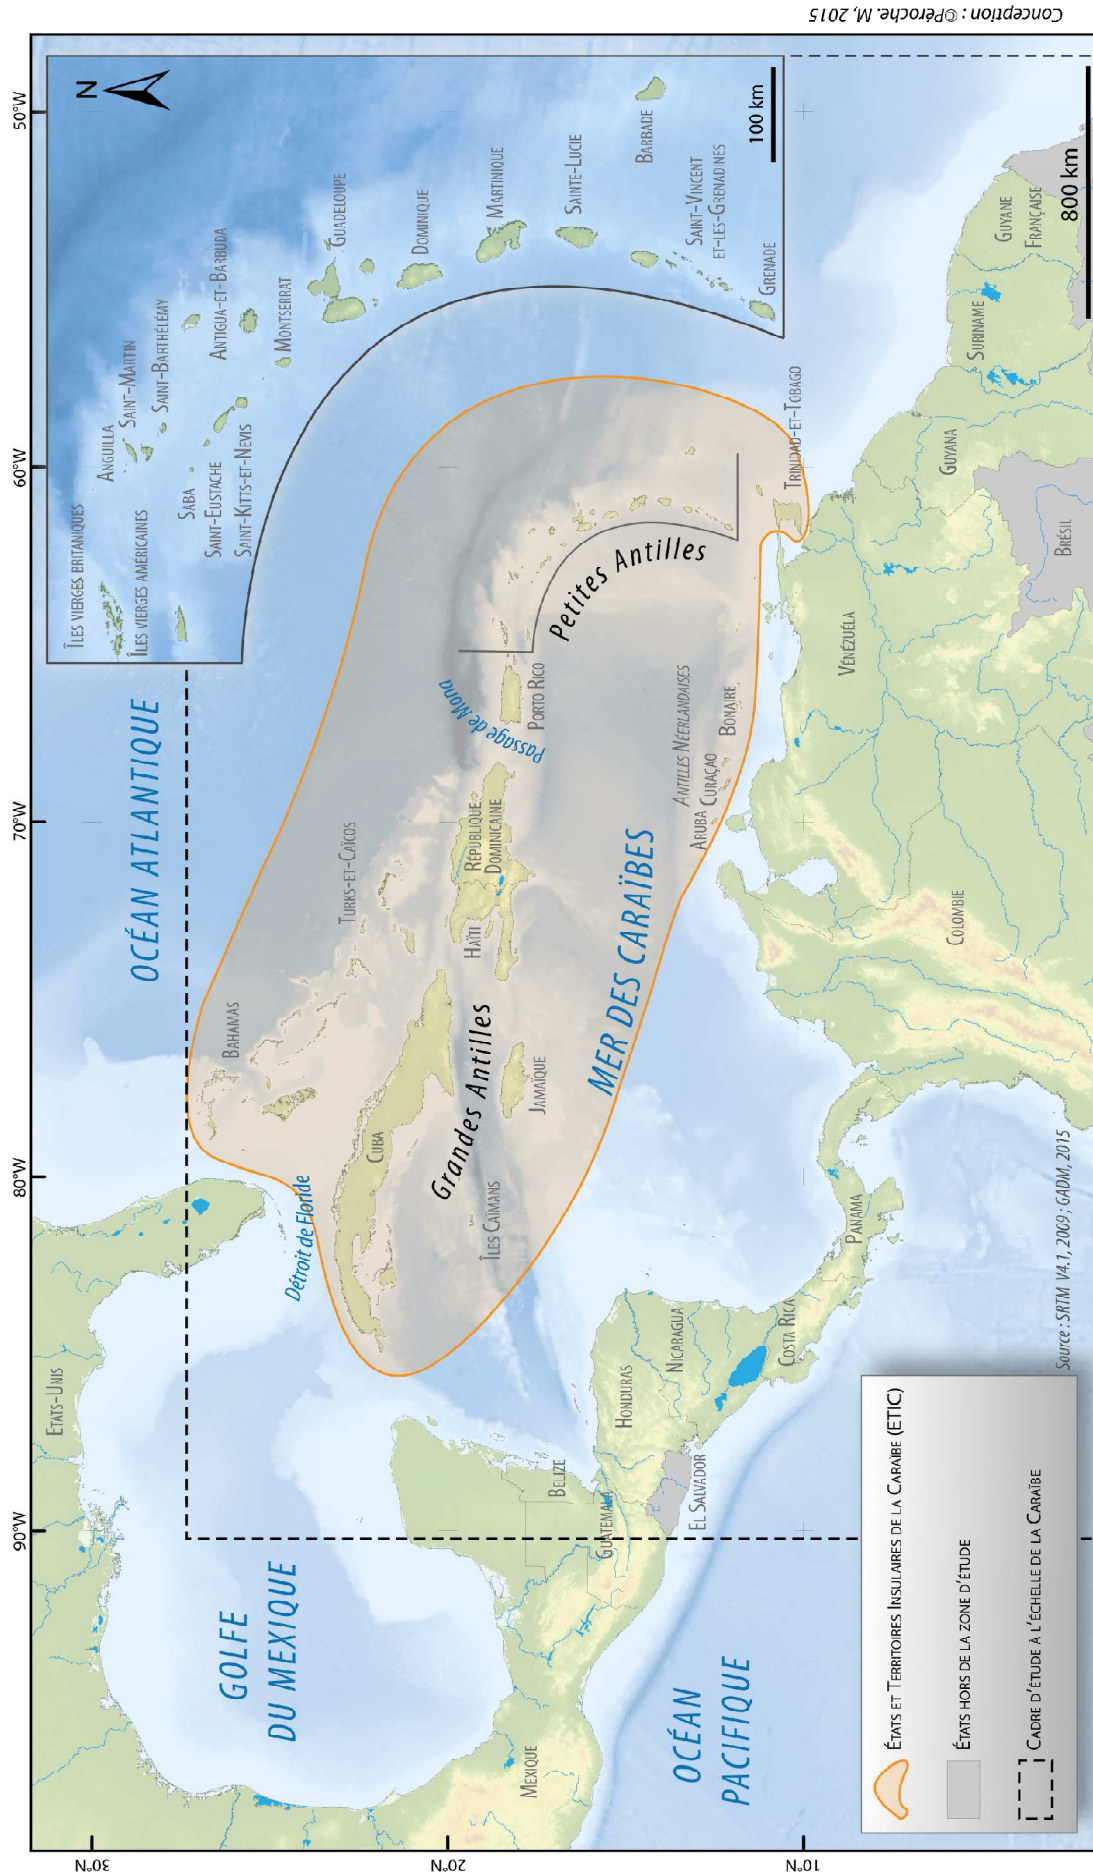 50°W
60°W
70°W
80°W
90°W
30°N
20°N
10°N
ÉTATS-UNIS
GOLFE
DU MEXIQUE
OCÉAN ATLANTIQUE
Détroit de Floride
BAHAMAS
TURKS-ET-CAÏCOS
CUBA
Grandes Antilles
ÎLES CAÏMANS
JAMAÏQUE
HAÏTI
RÉPUBLIQUE
DOMINICAINE
Passage de Mona
PORTO RICO
Petites Antilles
MER DES CARAÏBES
ANTILLES NÉERLANDAISES
ARUBA
CURAÇAO
BONAIRE
TRINIDAD-ET-TOBAGO
MEXIQUE
BELIZE
GUATEMALA
HONDURAS
EL SALVADOR
NICARAGUA
COSTA RICA
PANAMA
COLOMBIE
VENÉZUÉLA
GUYANA
SURINAME
GUYANE
FRANÇAISE
BRÉSIL
OCÉAN
PACIFIQUE
N
ÎLES VIERGES BRITANIQUES
ÎLES VIERGES AMÉRICAINES
ANGUILLA
SAINT-MARTIN
SAINT-BARTHÉLÉMY
SABA
SAINT-EUSTACHE
SAINT-KITTS-ET-NEVIS
ANTIGUA-ET-BARBUDA
MONTSERRAT
GUADELOUPE
DOMINIQUE
MARTINIQUE
SAINTE-LUCIE
BARBADE
SAINT-VINCENT
ET-LES-GRENADINES
GRENADE
100 km
800 km
ÉTATS ET TERRITOIRES INSULAIRES DE LA CARAIBE (ETIC)
ÉTATS HORS DE LA ZONE D'ÉTUDE
CADRE D'ÉTUDE À L'ÉCHELLE DE LA CARAÏBE
Source : SRTM V4.1, 2009 ; GADM, 2015
Conception : ©Péroche. M, 2015